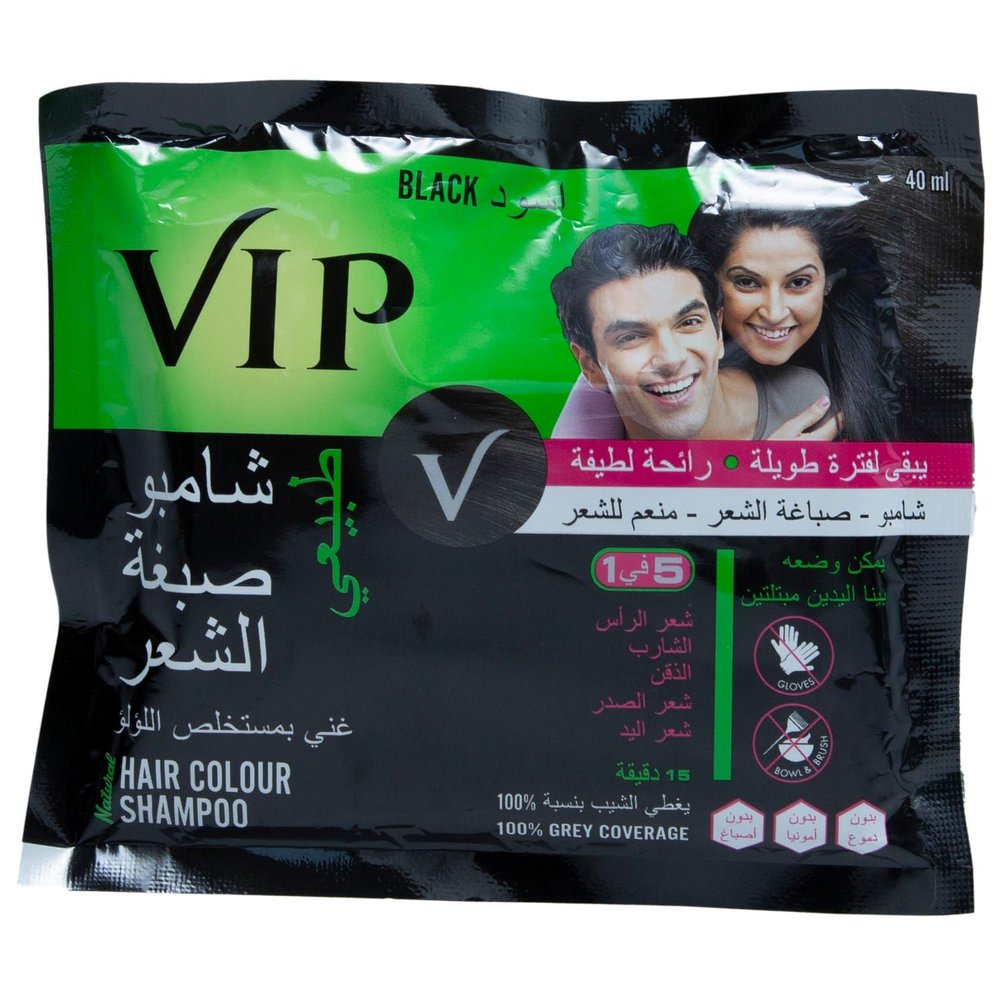 BLACK اسود
40 ml
VIP
V
يبقى لفترة طويلة • رائحة لطيفة
شامبو - صباغة الشعر - منعم للشعر
شامبو
صبغة
الشعر
طبيعي
غني بمستخلص اللؤلؤ
Natural
HAIR COLOUR
SHAMPOO
5 في 1
شعر الرأس
الشارب
الذقن
شعر الصدر
شعر اليد
15 دقيقة
يغطي الشيب بنسبة 100%
100% GREY COVERAGE
يمكن وضعه
بينا اليدين مبتلتين
GLOVES
BOWL & BRUSH
بدون
أصباغ
بدون
أمونيا
بدون
دموع